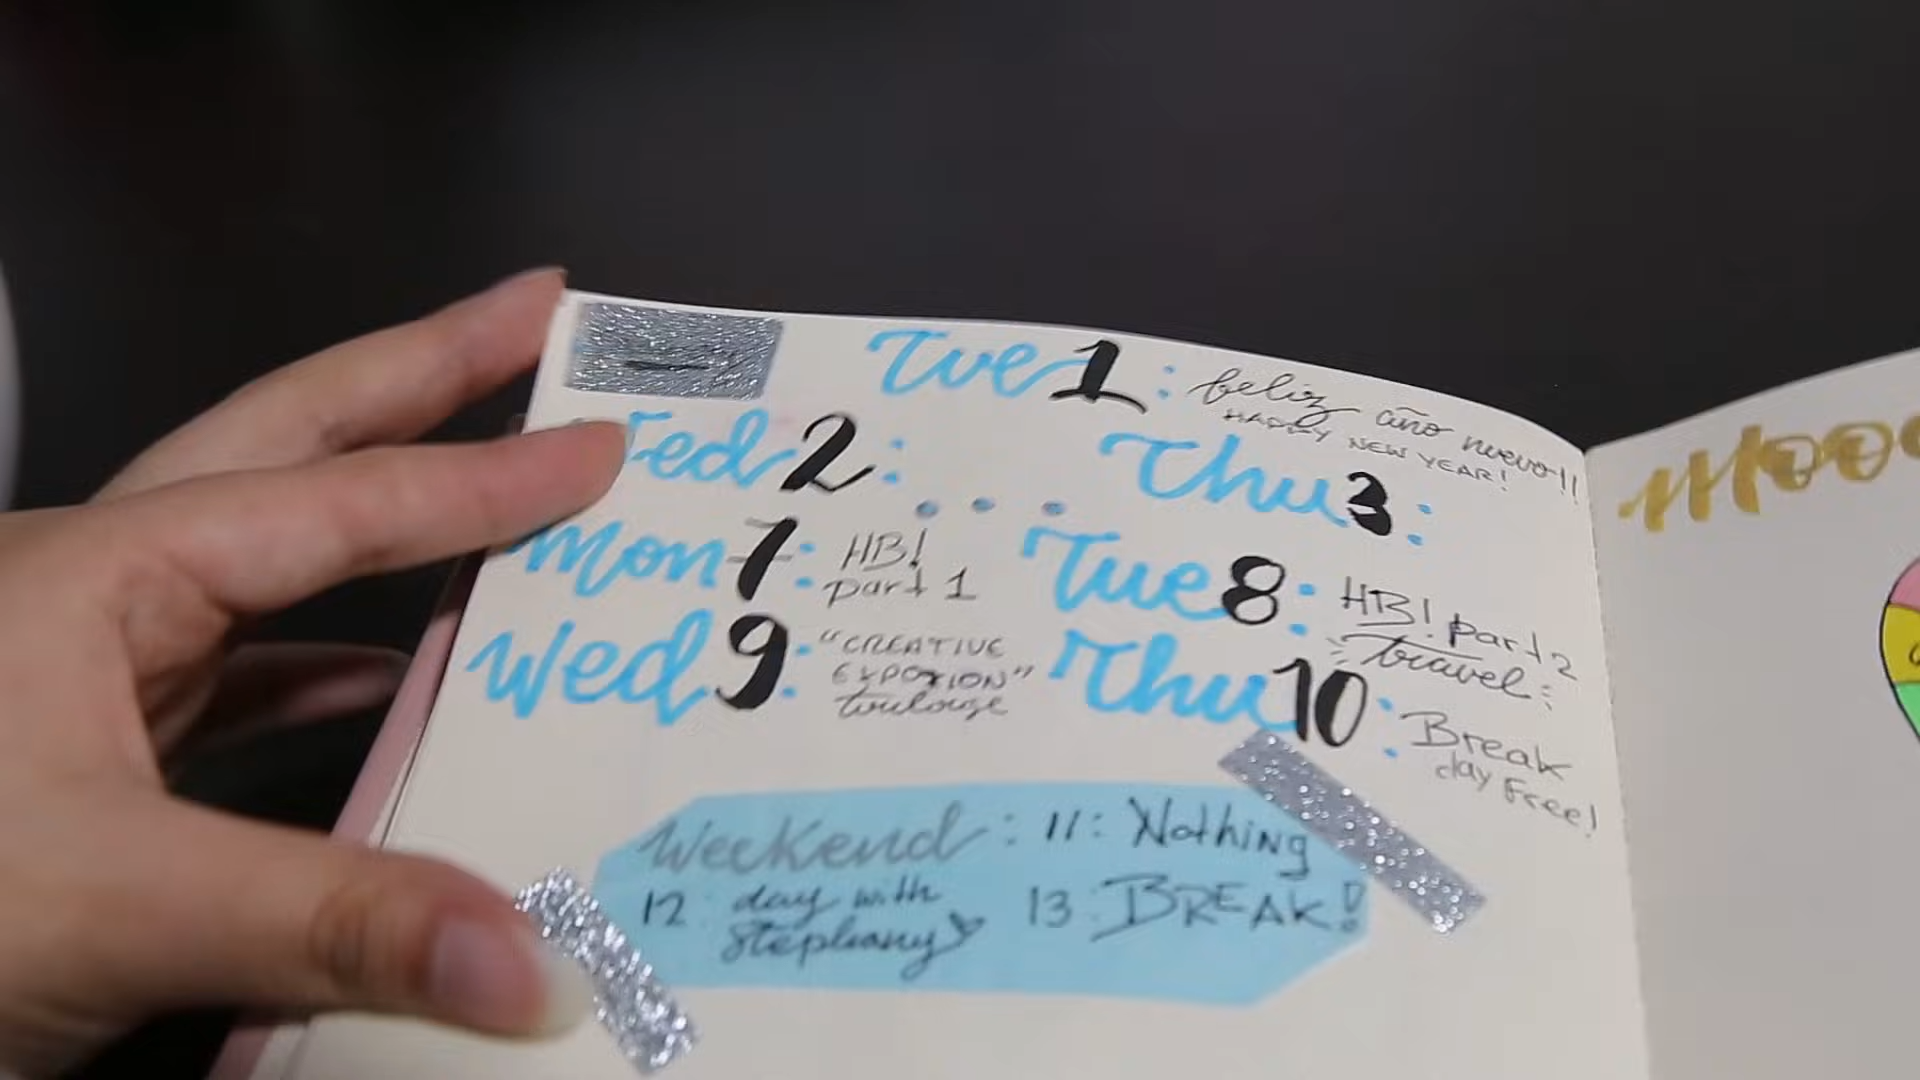 Tue 1: feliz año nuevo!!
HAPPY NEW YEAR!
Wed 2:
Thu 3:
...
Mon 7: HB!
part 1
Tue 8: HB! part 2
Travel:
Wed 9: "CREATIVE
EXPOXION"
Thu 10: Break
day Free!
Weekend: 11: Nothing
12: day with
Stephany
13: BREAK!